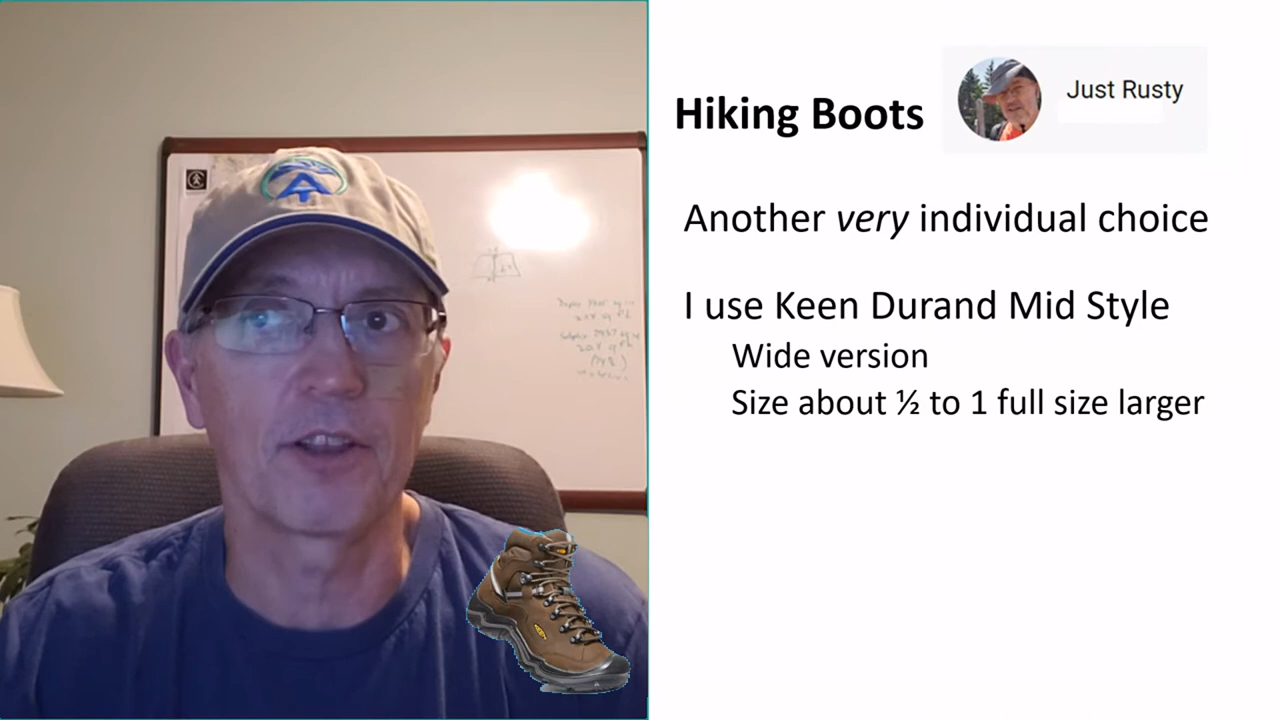 Hiking Boots
Just Rusty
Another very individual choice
I use Keen Durand Mid Style
Wide version
Size about ½ to 1 full size larger